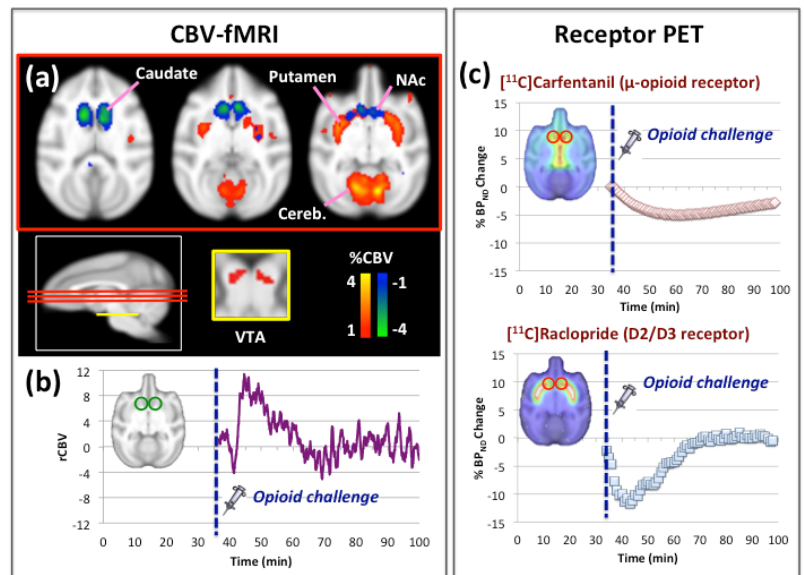 CBV-fMRI
(a)
Caudate
Putamen
NAc
Cereb.
%CBV
4
-1
1
-4
VTA
(b)
12
8
4
0
-4
-8
-12
rCBV
Opioid challenge
0 10 20 30 40 50 60 70 80 90 100
Time (min)
Receptor PET
(c)
[¹¹C]Carfentanil (μ-opioid receptor)
15
10
5
0
-5
-10
-15
% BPND Change
Opioid challenge
0 10 20 30 40 50 60 70 80 90 100
Time (min)
[¹¹C]Raclopride (D2/D3 receptor)
15
10
5
0
-5
-10
-15
% BPND Change
Opioid challenge
0 10 20 30 40 50 60 70 80 90 100
Time (min)